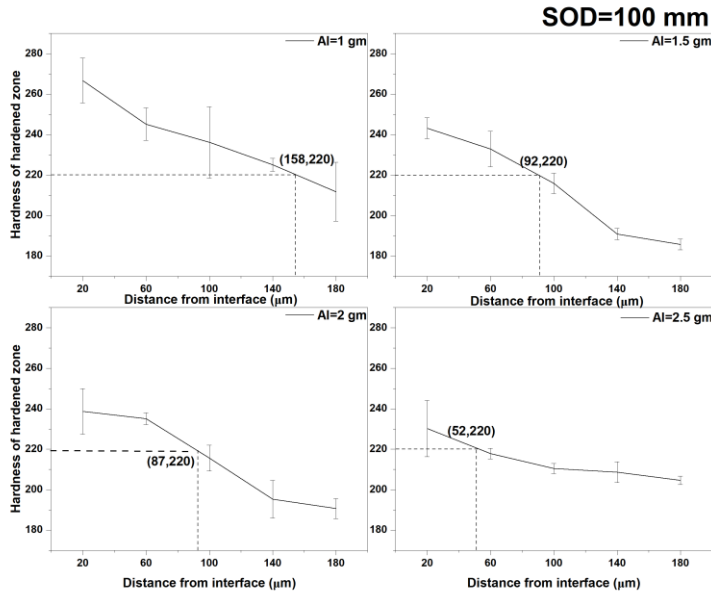 SOD=100 mm
Al=1 gm
280
260
240
220
200
180
(158,220)
20 60 100 140 180
Distance from interface (μm)
Hardness of hardened zone
Al=1.5 gm
280
260
240
220
200
180
(92,220)
20 60 100 140 180
Distance from interface (μm)
Al=2 gm
280
260
240
220
200
180
(87,220)
20 60 100 140 180
Distance from interface (μm)
Hardness of hardened zone
Al=2.5 gm
280
260
240
220
200
180
(52,220)
20 60 100 140 180
Distance from interface (μm)